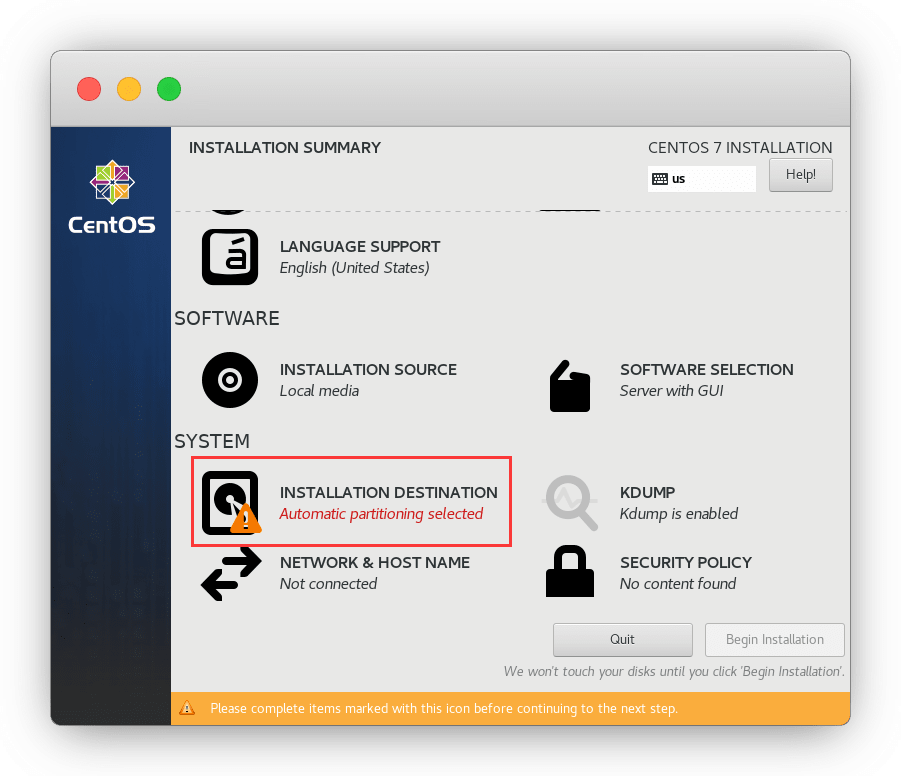 INSTALLATION SUMMARY
CENTOS 7 INSTALLATION
us
Help!
CentOS
LANGUAGE SUPPORT
English (United States)
SOFTWARE
INSTALLATION SOURCE
Local media
SOFTWARE SELECTION
Server with GUI
SYSTEM
INSTALLATION DESTINATION
Automatic partitioning selected
KDUMP
Kdump is enabled
NETWORK & HOST NAME
Not connected
SECURITY POLICY
No content found
Quit
Begin Installation
We won't touch your disks until you click 'Begin Installation'.
Please complete items marked with this icon before continuing to the next step.